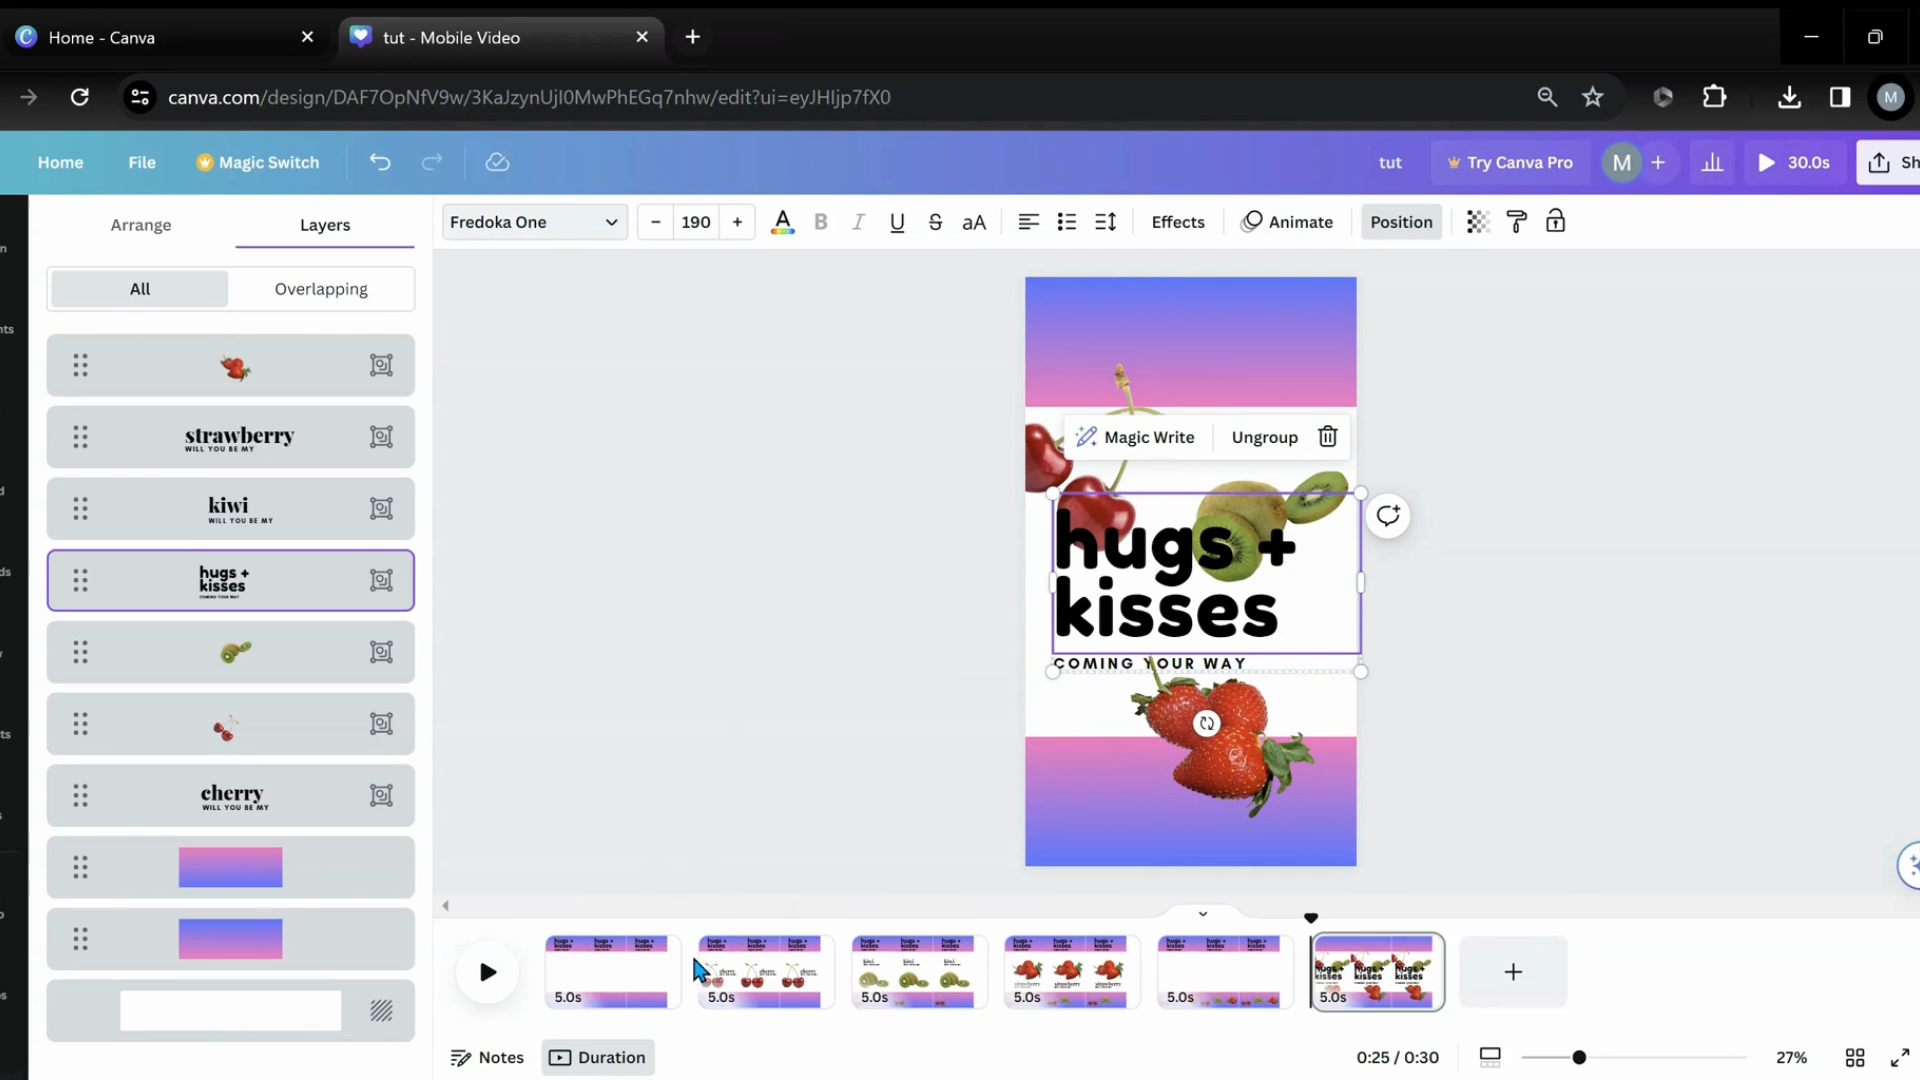 Home - Canva
tut - Mobile Video
canva.com/design/DAF7OpNfV9w/3KaJzynUjI0MwPhEGq7nhw/edit?ui=eyJHIjp7fX0
M
Home
File
Magic Switch
tut
Try Canva Pro
M
30.0s
Sh
Arrange
Layers
Fredoka One
190
B
I
U
S
aA
Effects
Animate
Position
All
Overlapping
strawberry
WILL YOU BE MY
kiwi
WILL YOU BE MY
hugs +
kisses
COMING YOUR WAY
cherry
WILL YOU BE MY
Magic Write
Ungroup
hugs +
kisses
COMING YOUR WAY
5.0s
5.0s
5.0s
5.0s
5.0s
5.0s
Notes
Duration
0:25 / 0:30
27%